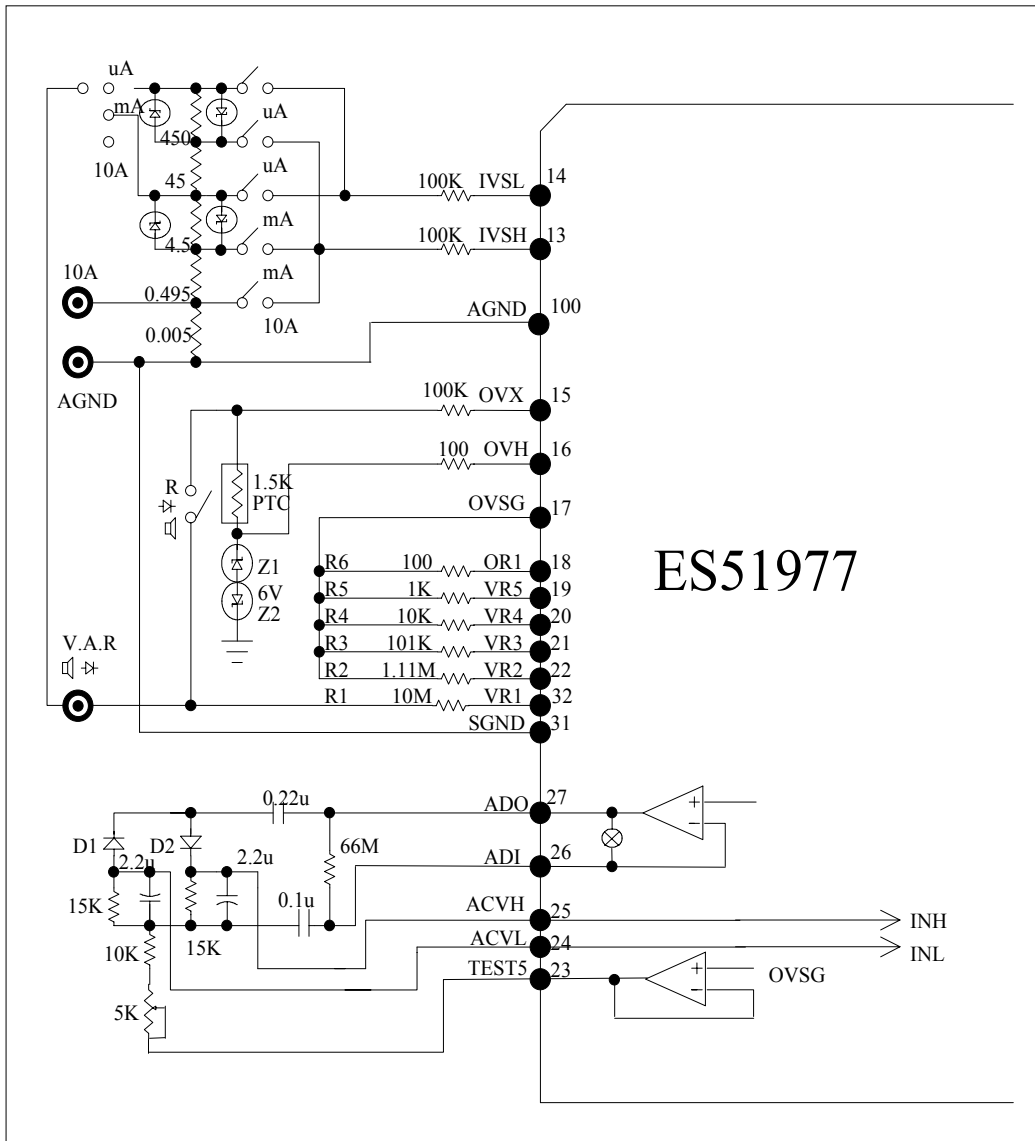 uA
mA
uA
450
10A
uA
45
100K IVSL 14
mA
4.5
100K IVSH 13
mA
10A
0.495
10A
AGND 100
0.005
AGND
100K OVX 15
100 OVH 16
R
1.5K
PTC
OVSG 17
Z1
6V
Z2
R6 100 OR1 18
R5 1K VR5 19
R4 10K VR4 20
R3 101K VR3 21
R2 1.11M VR2 22
R1 10M VR1 32
SGND 31
ES51977
V.A.R
0.22u
ADO 27
+
–
D1
D2
66M
2.2u
2.2u
ADI 26
15K
0.1u
ACVH 25
INH
10K
15K
ACVL 24
INL
TEST5 23
+
–
OVSG
5K